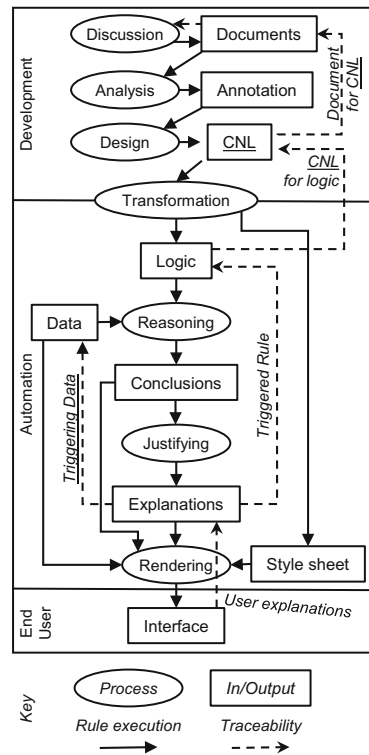 Development
Discussion
Documents
Analysis
Annotation
Design
CNL
Document
for CNL
CNL
for logic
Transformation
Automation
Logic
Data
Reasoning
Conclusions
Triggering Data
Triggered Rule
Justifying
Explanations
Rendering
Style sheet
End
User
Interface
User explanations
Key
Process
In/Output
Rule execution
Traceability